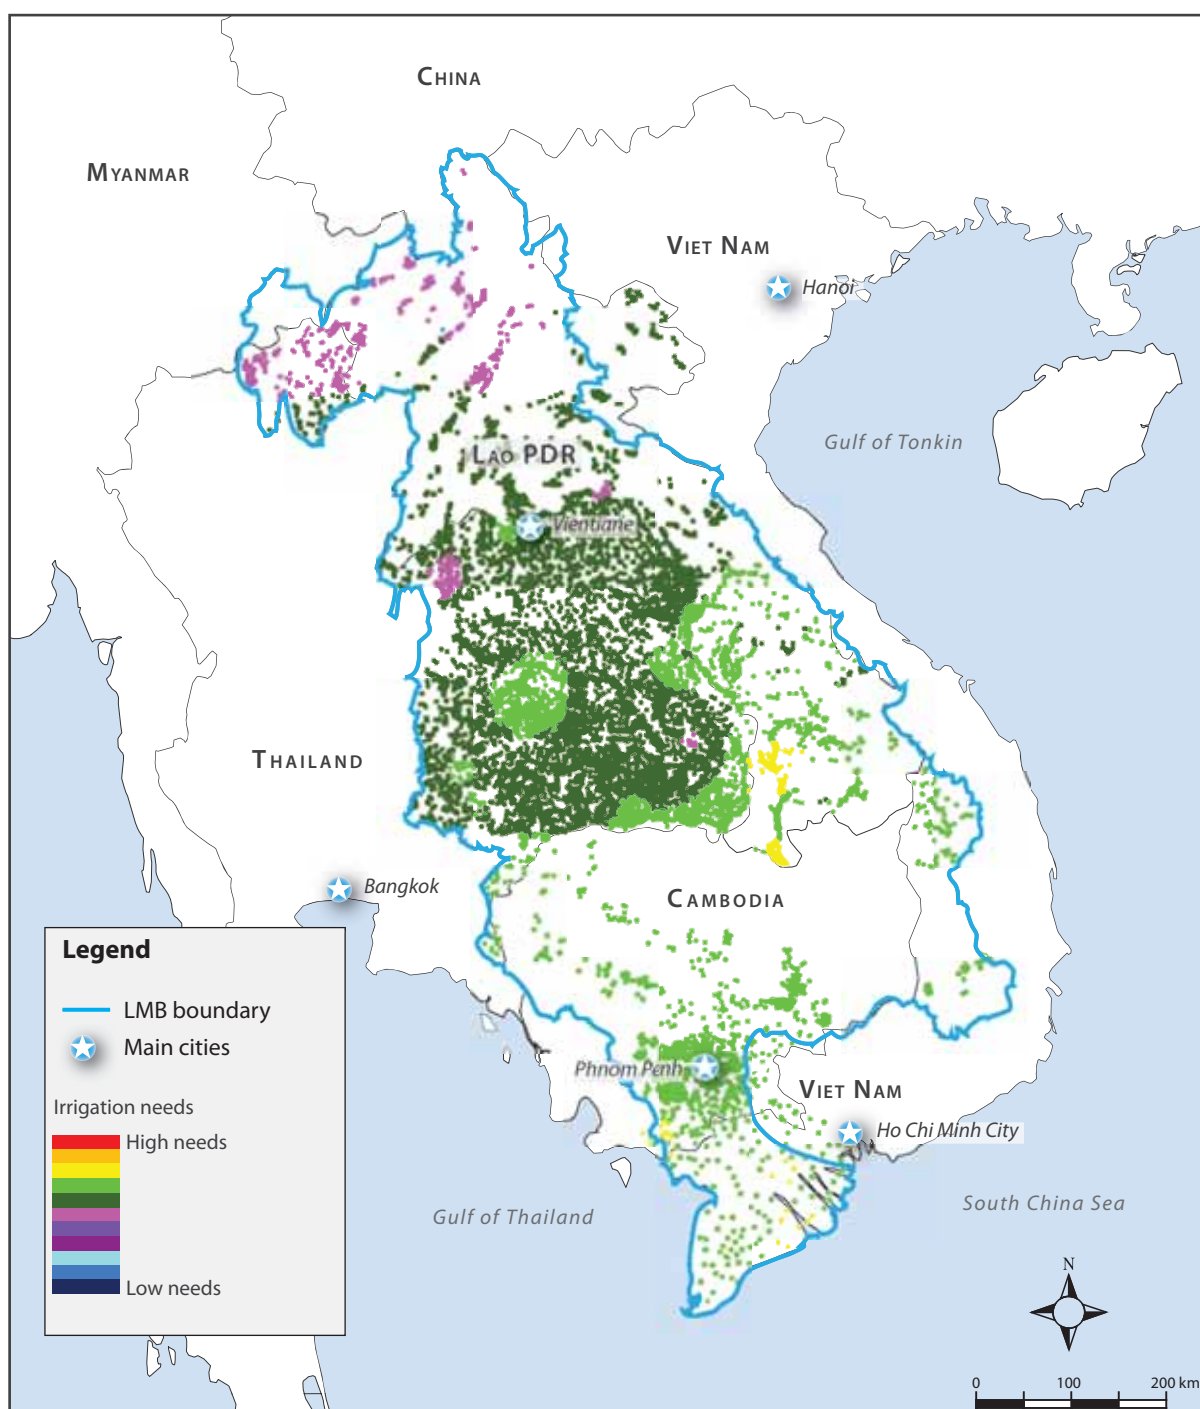 CHINA
MYANMAR
VIET NAM
Hanoi
Gulf of Tonkin
LAO PDR
Vientiane
THAILAND
Bangkok
CAMBODIA
Legend
LMB boundary
Main cities
Irrigation needs
High needs
Low needs
Phnom Penh
VIET NAM
Ho Chi Minh City
Gulf of Thailand
South China Sea
N
0 100 200 km